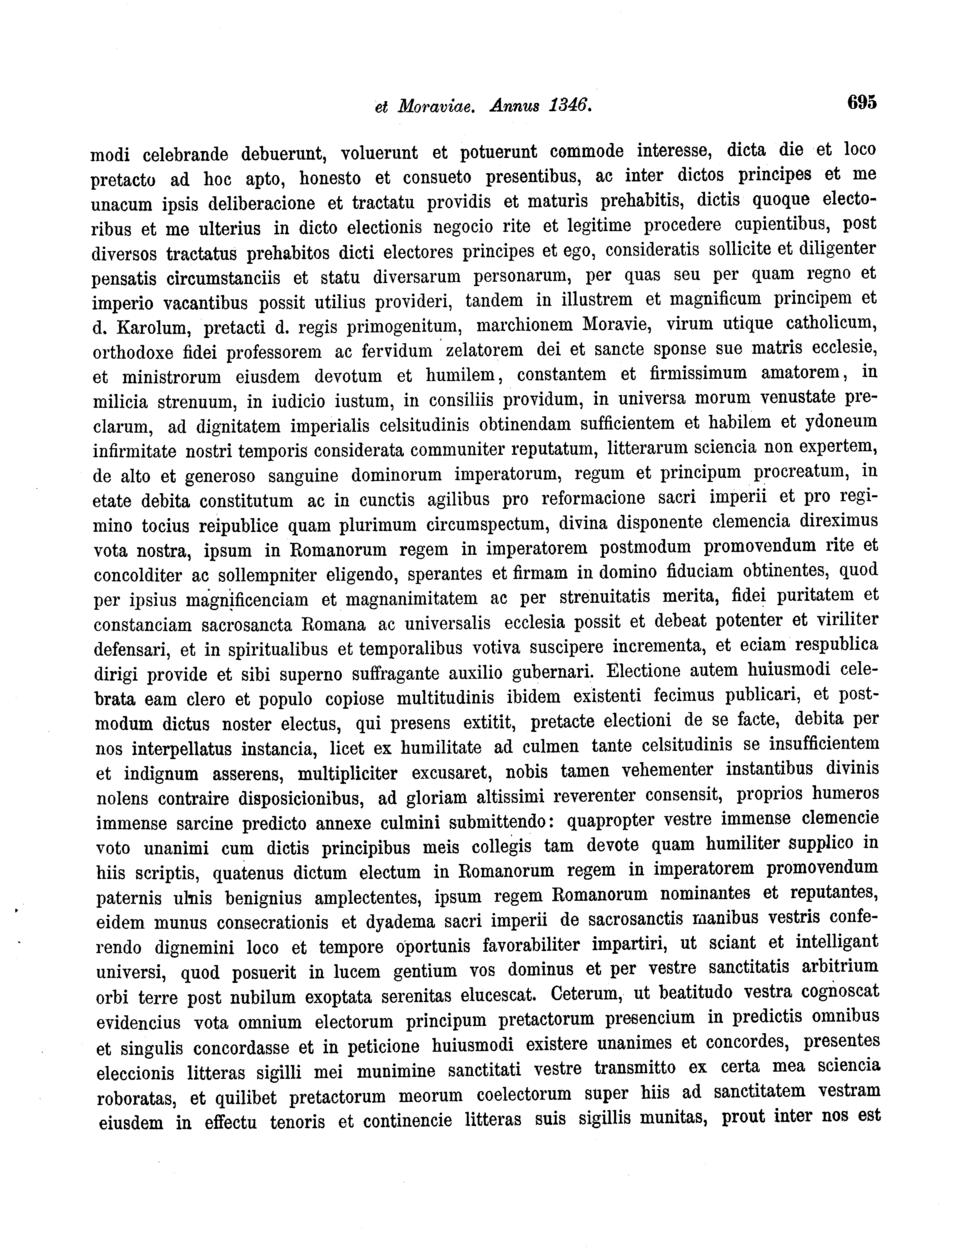 et Moraviae. Annus 1346. 695
modi celebrande debuerunt, voluerunt et potuerunt commode interesse, dicta die et loco
pretacto ad hoc apto, honesto et consueto presentibus, ac inter dictos principes et me
unacum ipsis deliberacione et tractatu providis et maturis prehabitis, dictis quoque electo-
ribus et me ulterius in dicto electionis negocio rite et legitime procedere cupientibus, post
diversos tractatus prehabitos dicti electores principes et ego, consideratis sollicite et diligenter
pensatis circumstanciis et statu diversarum personarum, per quas seu per quam regno et
imperio vacantibus possit utilius provideri, tandem in illustrem et magnificum principem et
d. Karolum, pretacti d. regis primogenitum, marchionem Moravie, virum utique catholicum,
orthodoxe fidei professorem ac fervidum zelatorem dei et sancte sponse sue matris ecclesie,
et ministrorum eiusdem devotum et humilem, constantem et firmissimum amatorem, in
milicia strenuum, in iudicio iustum, in consiliis providum, in universa morum venustate pre-
clarum, ad dignitatem imperialis celsitudinis obtinendam sufficientem et habilem et ydoneum
infirmitate nostri temporis considerata communiter reputatum, litterarum sciencia non expertem,
de alto et generoso sanguine dominorum imperatorum, regum et principum procreatum, in
etate debita constitutum ac in cunctis agilibus pro reformacione sacri imperii et pro regi-
mino tocius reipublice quam plurimum circumspectum, divina disponente clemencia direximus
vota nostra, ipsum in Romanorum regem in imperatorem postmodum promovendum rite et
concolditer ac sollempniter eligendo, sperantes et firmam in domino fiduciam obtinentes, quod
per ipsius magnificenciam et magnanimitatem ac per strenuitatis merita, fidei puritatem et
constanciam sacrosancta Romana ac universalis ecclesia possit et debeat potenter et viriliter
defensari, et in spiritualibus et temporalibus votiva suscipere incrementa, et eciam respublica
dirigi provide et sibi superno suffragante auxilio gubernari. Electione autem huiusmodi cele-
brata eam clero et populo copiose multitudinis ibidem existenti fecimus publicari, et post-
modum dictus noster electus, qui presens extitit, pretacte electioni de se facte, debita per
nos interpellatus instancia, licet ex humilitate ad culmen tante celsitudinis se insufficientem
et indignum asserens, multipliciter excusaret, nobis tamen vehementer instantibus divinis
nolens contraire disposicionibus, ad gloriam altissimi reverenter consensit, proprios humeros
immense sarcine predicto annexe culmini submittendo: quapropter vestre immense clemencie
voto unanimi cum dictis principibus meis collegis tam devote quam humiliter supplico in
hiis scriptis, quatenus dictum electum in Romanorum regem in imperatorem promovendum
paternis ulnis benignius amplectentes, ipsum regem Romanorum nominantes et reputantes,
eidem munus consecrationis et dyadema sacri imperii de sacrosanctis manibus vestris confe-
rendo dignemini loco et tempore oportunis favorabiliter impartiri, ut sciant et intelligant
universi, quod posuerit in lucem gentium vos dominus et per vestre sanctitatis arbitrium
orbi terre post nubilum exoptata serenitas elucescat. Ceterum, ut beatitudo vestra cognoscat
evidencius vota omnium electorum principum pretactorum presencium in predictis omnibus
et singulis concordasse et in peticione huiusmodi existere unanimes et concordes, presentes
eleccionis litteras sigilli mei munimine sanctitati vestre transmitto ex certa mea sciencia
roboratas, et quilibet pretactorum meorum coelectorum super hiis ad sanctitatem vestram
eiusdem in effectu tenoris et continencie litteras suis sigillis munitas, prout inter nos est